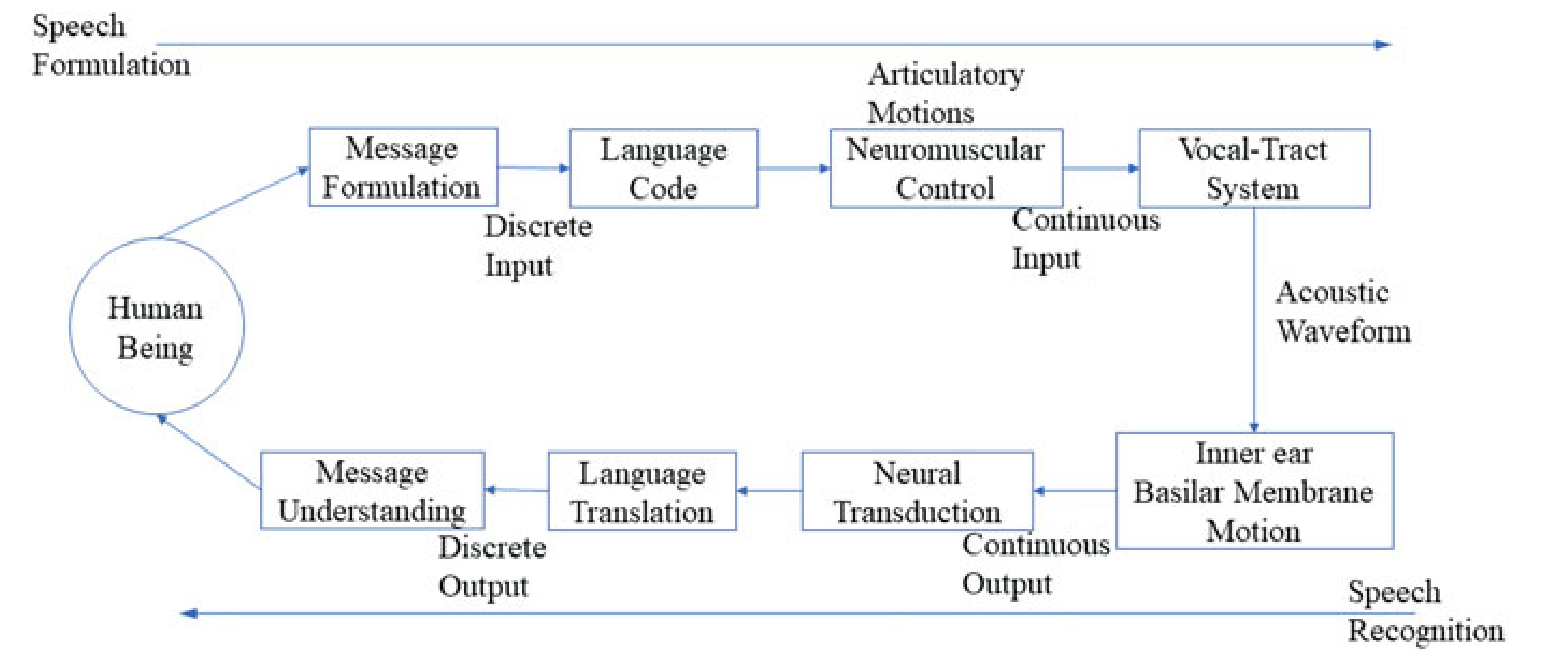 Speech
Formulation
Articulatory
Motions
Message
Formulation
Language
Code
Neuromuscular
Control
Vocal-Tract
System
Discrete
Input
Continuous
Input
Human
Being
Acoustic
Waveform
Message
Understanding
Language
Translation
Neural
Transduction
Inner ear
Basilar Membrane
Motion
Discrete
Output
Continuous
Output
Speech
Recognition